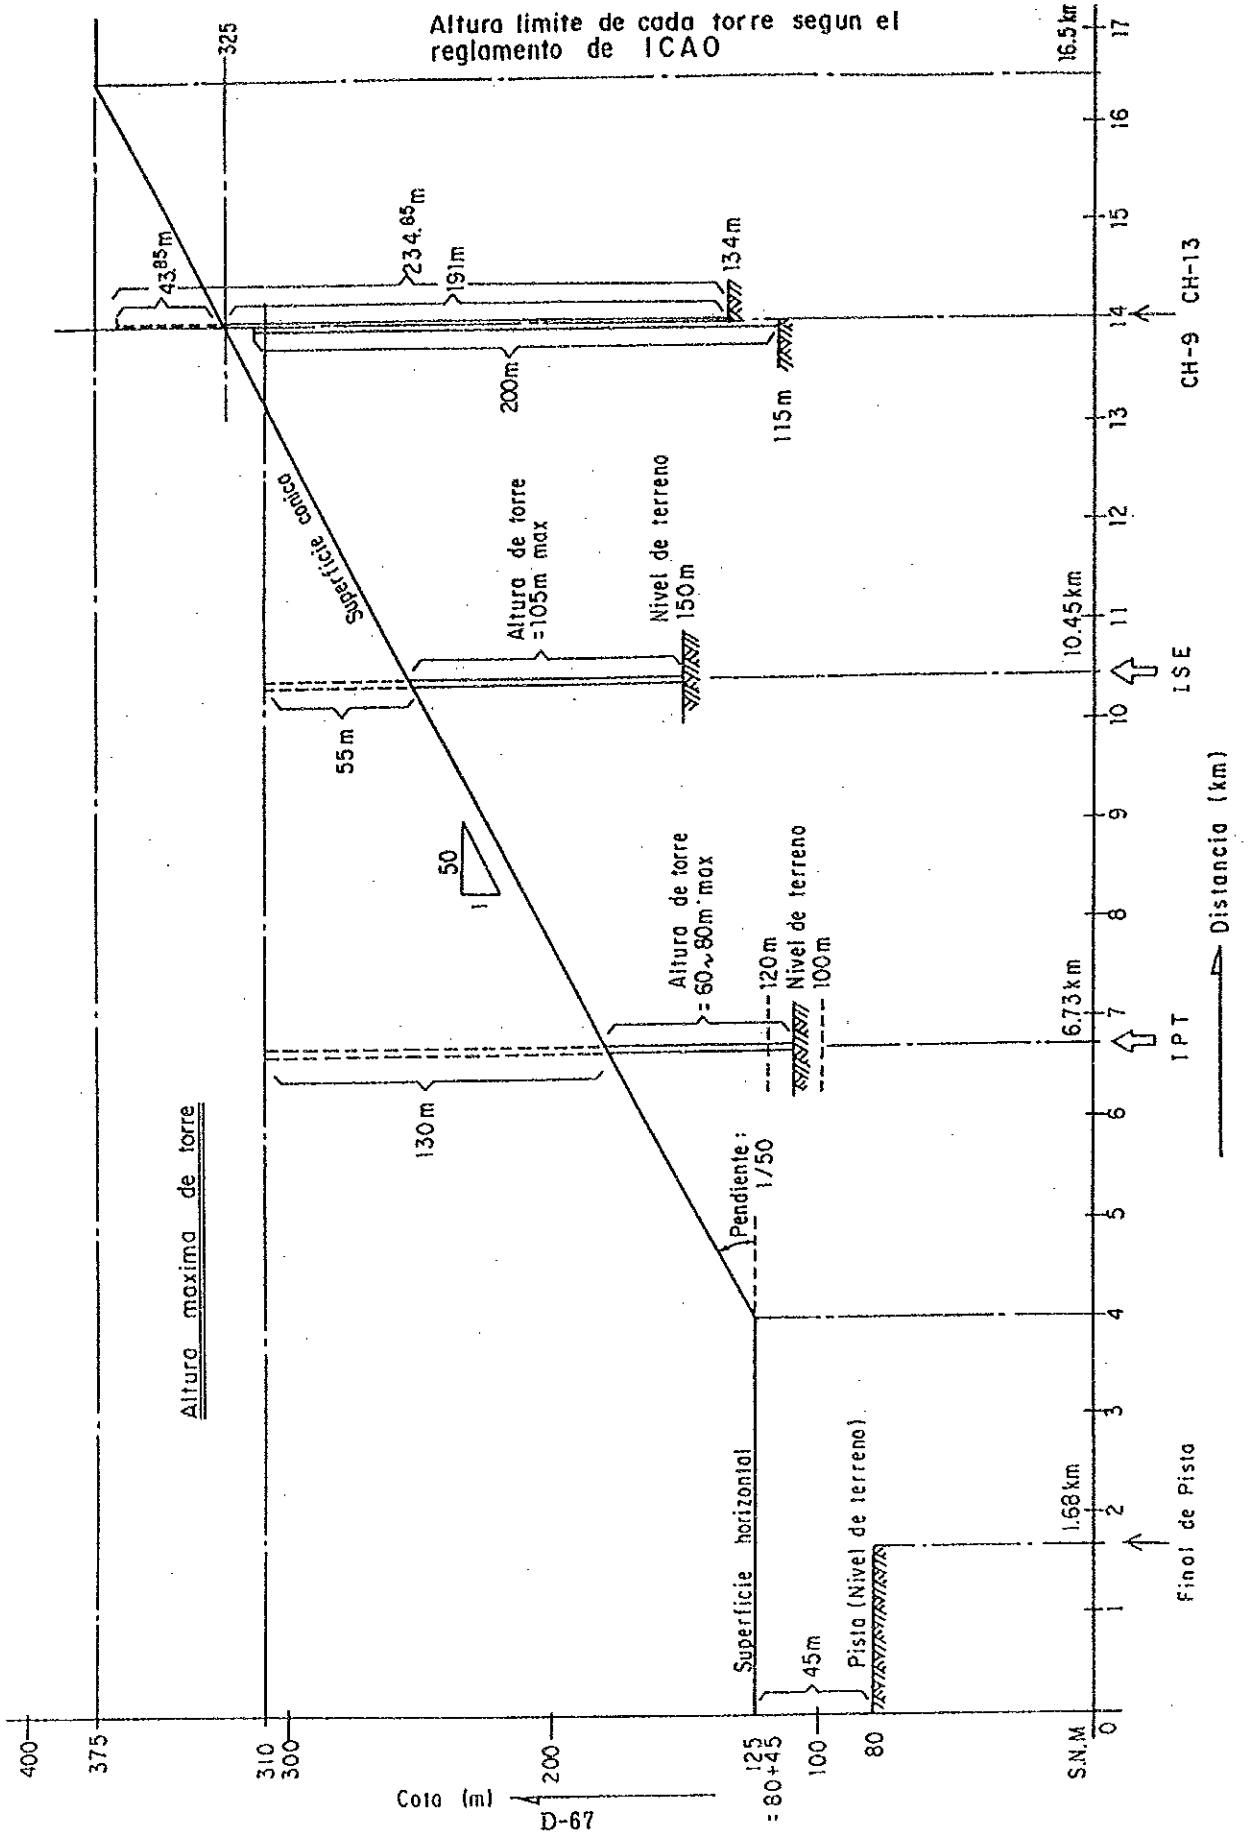 Altura limite de cada torre segun el
reglamento de ICAO
Altura maxima de torre
Cota (m)
400
375
310
300
200
125
=80+45
100
80
S.N.M
325
43.85m
234.85m
191m
134m
200m
115m
Superficie conica
Altura de torre
=105m max
Nivel de terreno
150m
55m
50
1
Altura de torre
=60~80m max
120m
Nivel de terreno
100m
130m
Pendiente:
1/50
Superficie horizontal
45m
Pista (Nivel de terreno)
1.68km
6.73km
10.45km
16.5km
0
1
2
3
4
5
6
7
8
9
10
11
12
13
14
15
16
17
Final de Pista
IPT
ISE
CH-9
CH-13
Distancia (km)
D-67